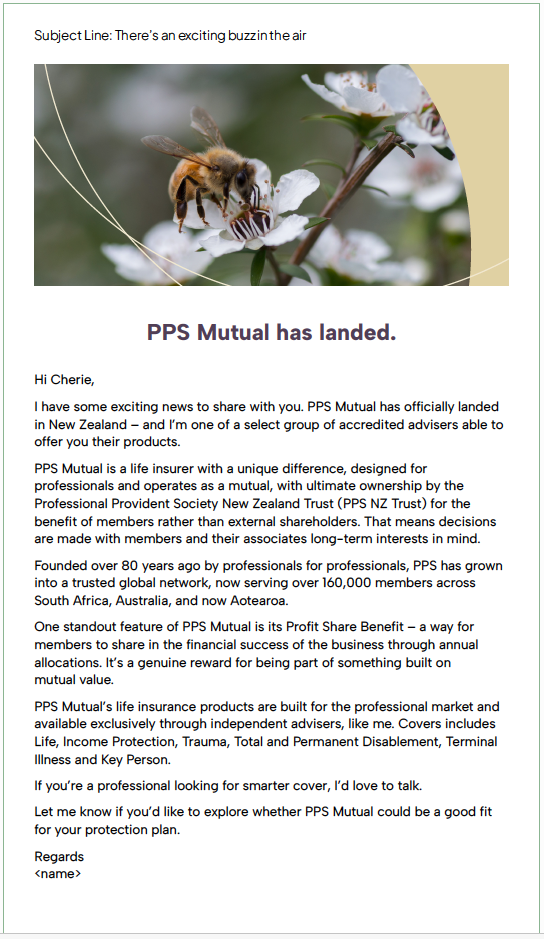 Subject Line: There's an exciting buzz in the air
PPS Mutual has landed.
Hi Cherie,
I have some exciting news to share with you. PPS Mutual has officially landed
in New Zealand – and I'm one of a select group of accredited advisers able to
offer you their products.
PPS Mutual is a life insurer with a unique difference, designed for
professionals and operates as a mutual, with ultimate ownership by the
Professional Provident Society New Zealand Trust (PPS NZ Trust) for the
benefit of members rather than external shareholders. That means decisions
are made with members and their associates long-term interests in mind.
Founded over 80 years ago by professionals for professionals, PPS has grown
into a trusted global network, now serving over 160,000 members across
South Africa, Australia, and now Aotearoa.
One standout feature of PPS Mutual is its Profit Share Benefit – a way for
members to share in the financial success of the business through annual
allocations. It's a genuine reward for being part of something built on
mutual value.
PPS Mutual's life insurance products are built for the professional market and
available exclusively through independent advisers, like me. Covers includes
Life, Income Protection, Trauma, Total and Permanent Disablement, Terminal
Illness and Key Person.
If you're a professional looking for smarter cover, I'd love to talk.
Let me know if you'd like to explore whether PPS Mutual could be a good fit
for your protection plan.
Regards
<name>